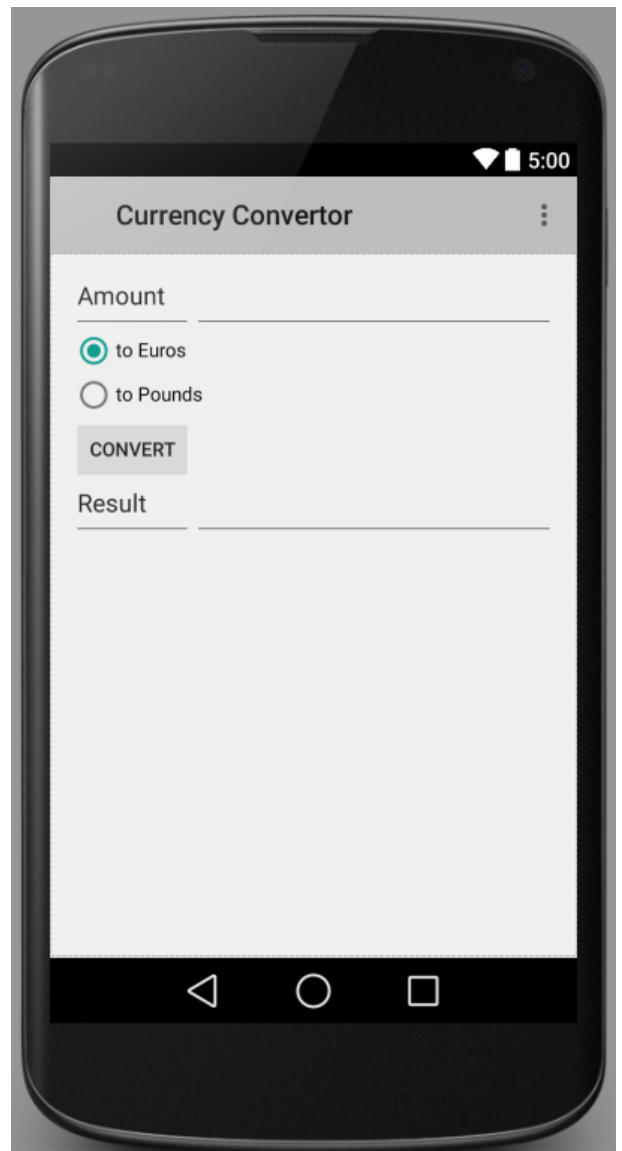 5:00
Currency Convertor
Amount
to Euros
to Pounds
CONVERT
Result